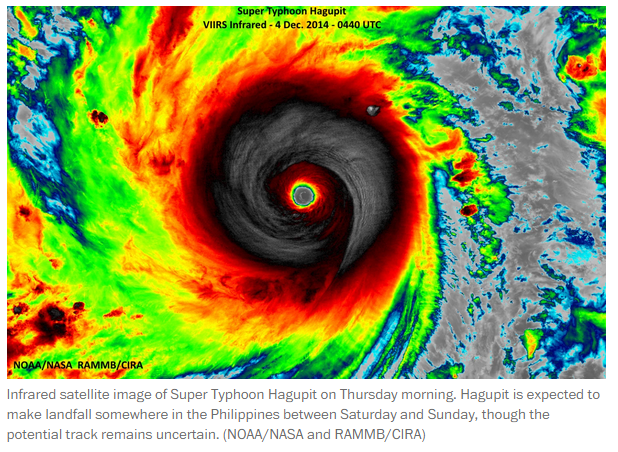 Super Typhoon Hagupit
VIIRS Infrared - 4 Dec. 2014 - 0440 UTC
NOAA/NASA RAMMB/CIRA
Infrared satellite image of Super Typhoon Hagupit on Thursday morning. Hagupit is expected to
make landfall somewhere in the Philippines between Saturday and Sunday, though the
potential track remains uncertain. (NOAA/NASA and RAMMB/CIRA)